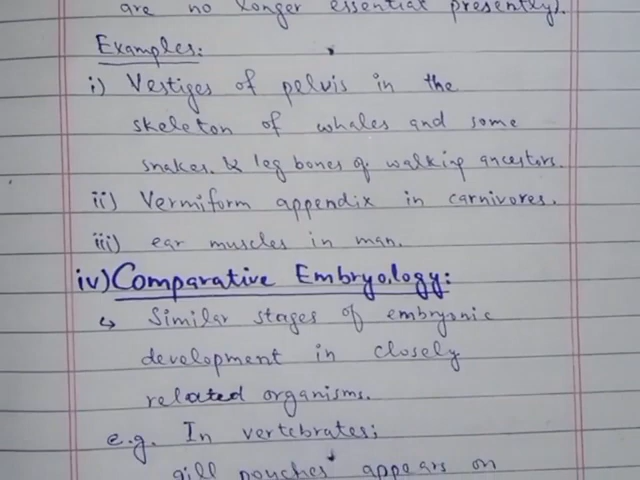 are no longer essential presently).
Examples:
i) Vestiges of pelvis in the
skeleton of whales and some
snakes. & leg bones of walking ancestors.
ii) Vermiform appendix in carnivores.
iii) ear muscles in man.
iv) Comparative Embryology:
↳ Similar stages of embryonic
development in closely
related organisms.
e.g. In vertebrates;
gill pouches appears on